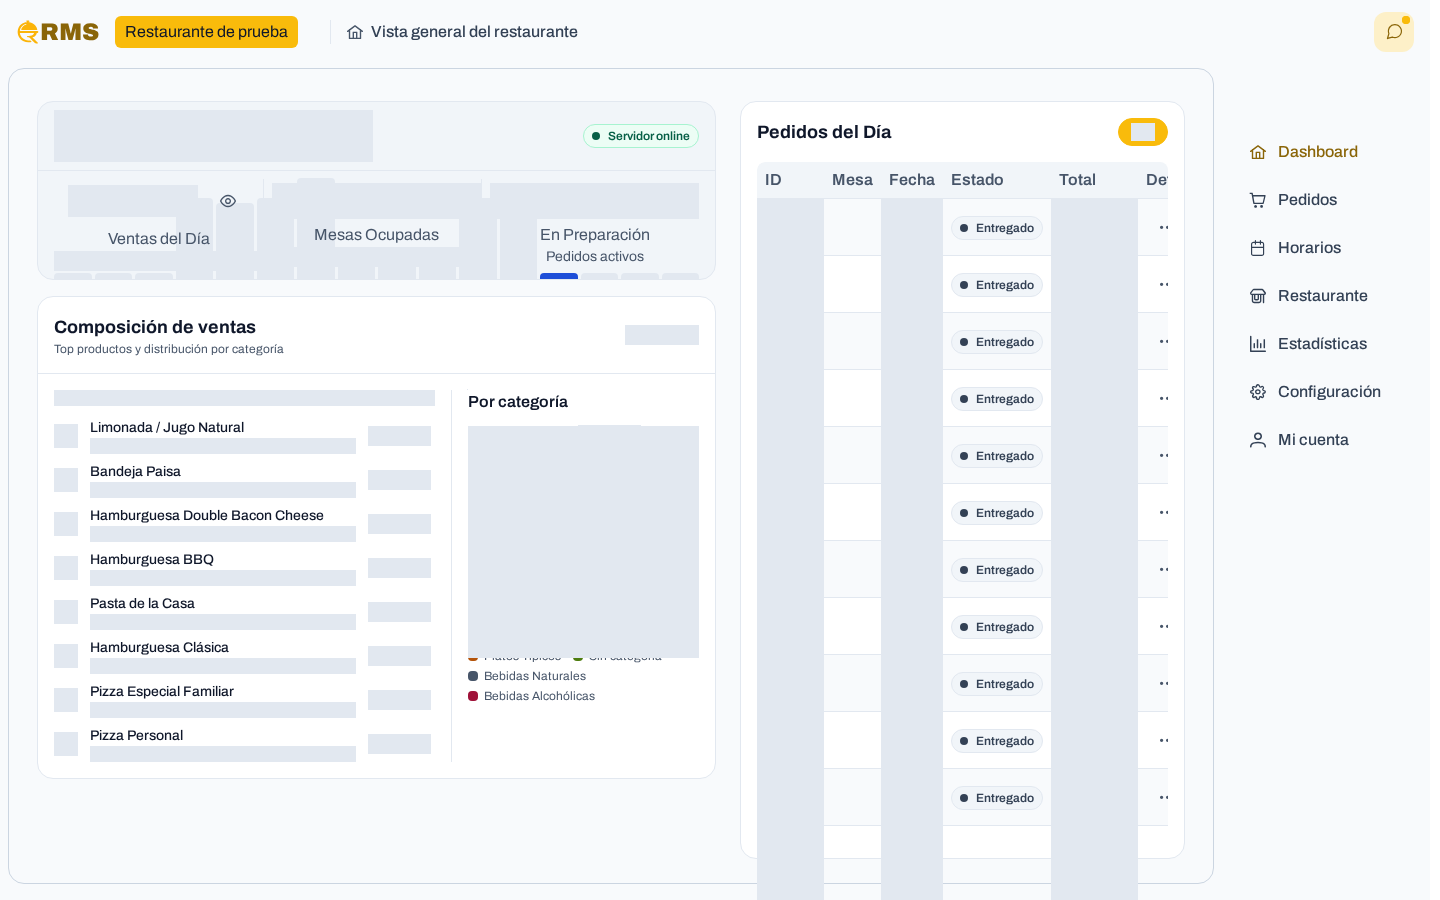 RMS
Restaurante de prueba
Vista general del restaurante
Servidor online
Ventas del Día
Mesas Ocupadas
En Preparación
Pedidos activos
Composición de ventas
Top productos y distribución por categoría
Limonada / Jugo Natural
Bandeja Paisa
Hamburguesa Double Bacon Cheese
Hamburguesa BBQ
Pasta de la Casa
Hamburguesa Clásica
Pizza Especial Familiar
Pizza Personal
Por categoría
Bebidas Naturales
Bebidas Alcohólicas
Pedidos del Día
ID Mesa Fecha Estado Total
Entregado
Entregado
Entregado
Entregado
Entregado
Entregado
Entregado
Entregado
Entregado
Entregado
Entregado
Dashboard
Pedidos
Horarios
Restaurante
Estadísticas
Configuración
Mi cuenta